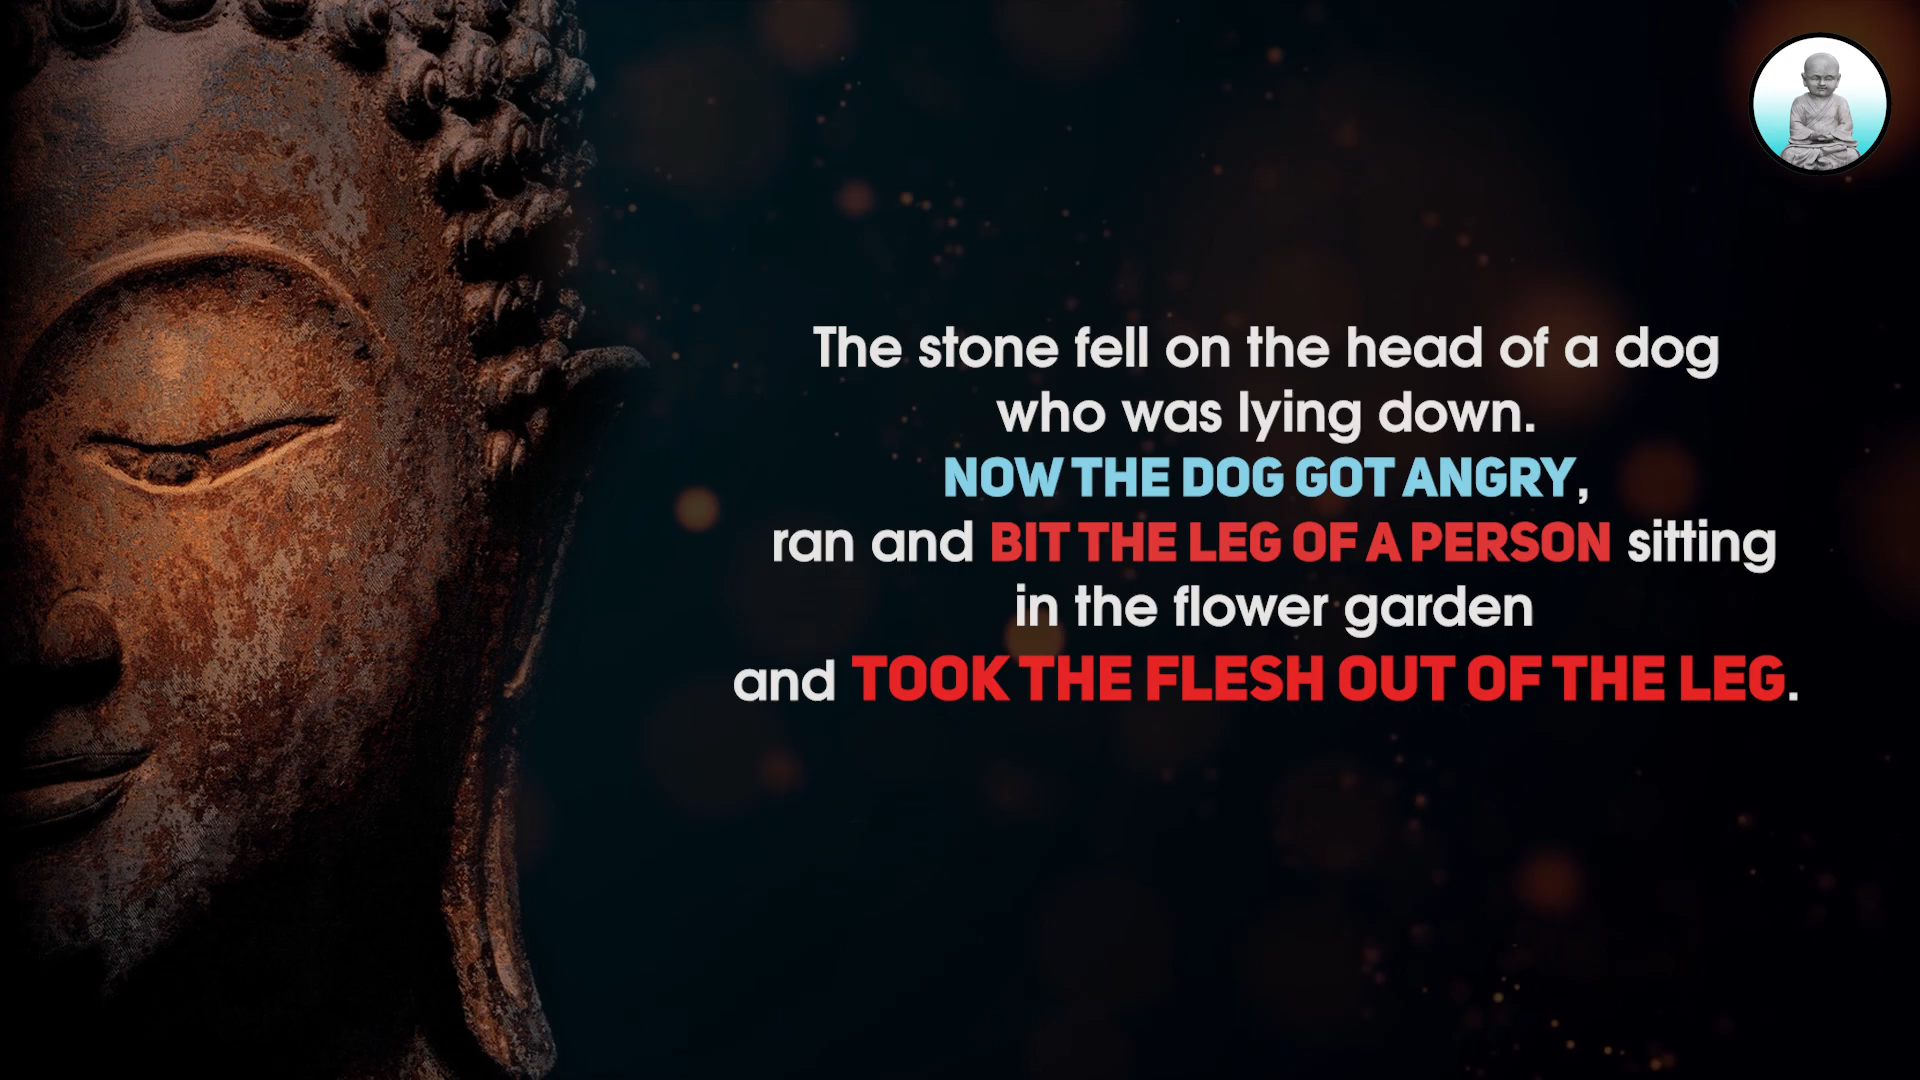 The stone fell on the head of a dog
who was lying down.
NOW THE DOG GOT ANGRY,
ran and BIT THE LEG OF A PERSON sitting
in the flower garden
and TOOK THE FLESH OUT OF THE LEG.